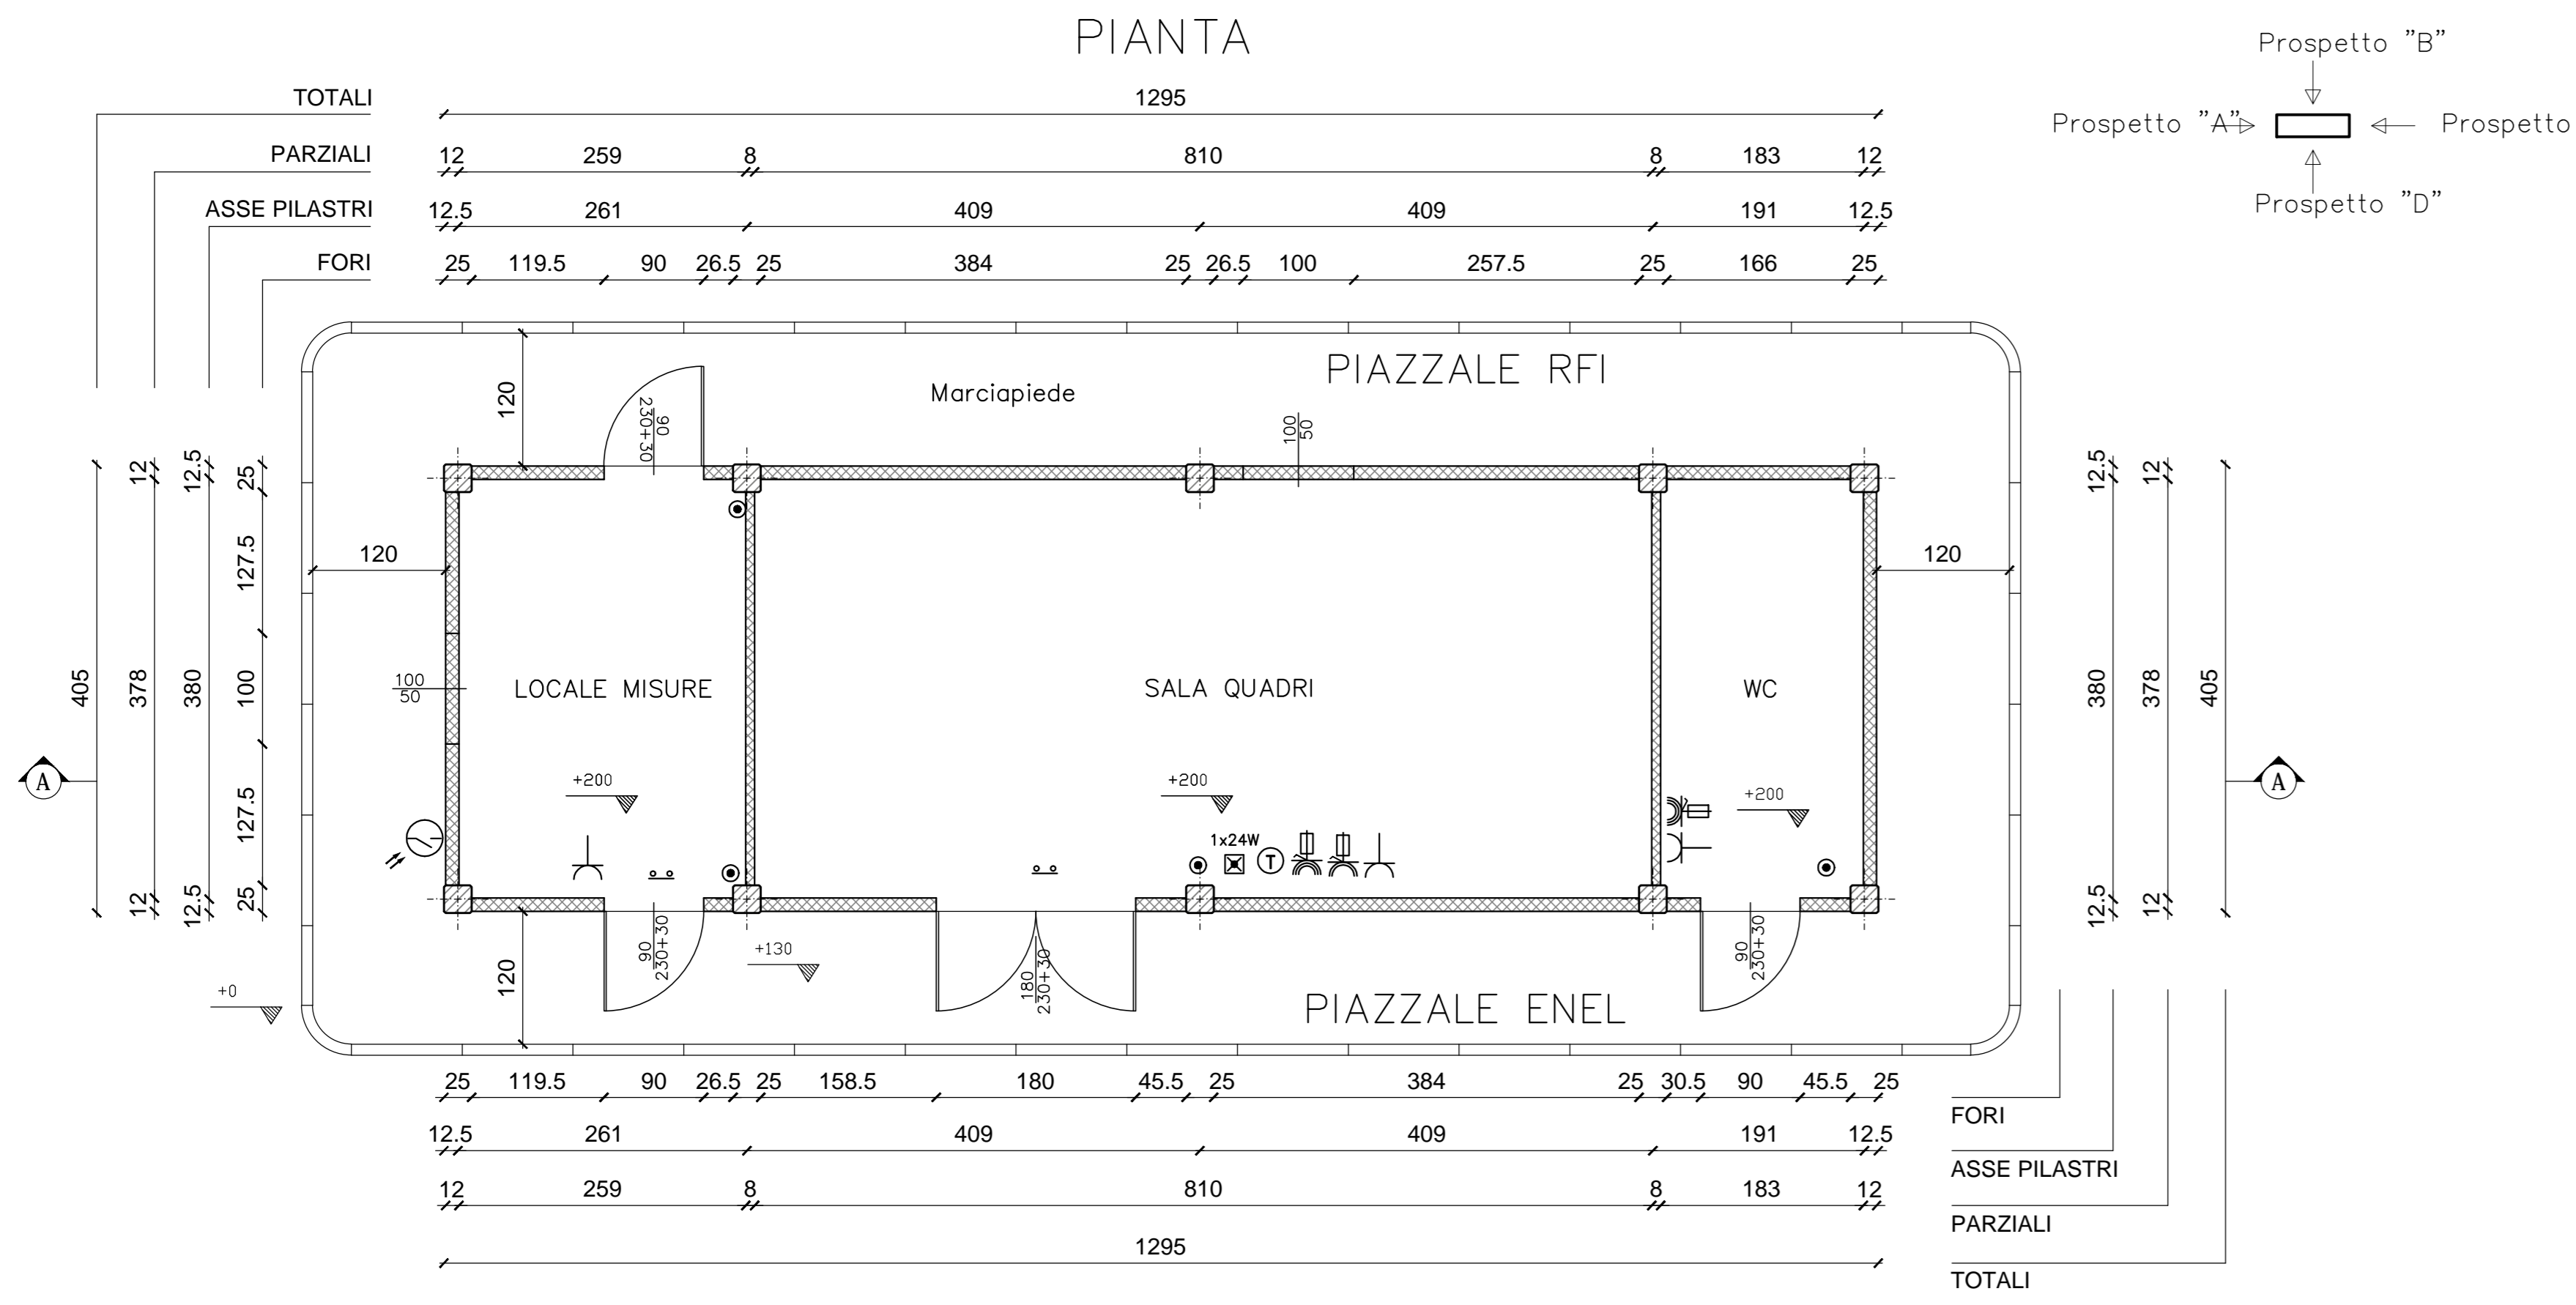 PIANTA
Prospetto "B"
Prospetto "A"
Prospetto
Prospetto "D"
TOTALI
1295
PARZIALI
12 259 8 810 8 183 12
ASSE PILASTRI
12.5 261 409 409 191 12.5
FORI
25 119.5 90 26.5 25 384 25 26.5 100 257.5 25 166 25
PIAZZALE RFI
Marciapiede
120
90
230+30
100
50
405
12
378
12
12.5
380
12.5
25
127.5
100
127.5
25
120
120
100
50
LOCALE MISURE
SALA QUADRI
WC
+200
+200
+200
1x24W
T
A
A
12.5
380
12.5
12
378
12
405
90
230+30
+130
180
230+30
90
230+30
120
+0
PIAZZALE ENEL
25 119.5 90 26.5 25 158.5 180 45.5 25 384 25 30.5 90 45.5 25
FORI
12.5 261 409 409 191 12.5
ASSE PILASTRI
12 259 8 810 8 183 12
PARZIALI
1295
TOTALI